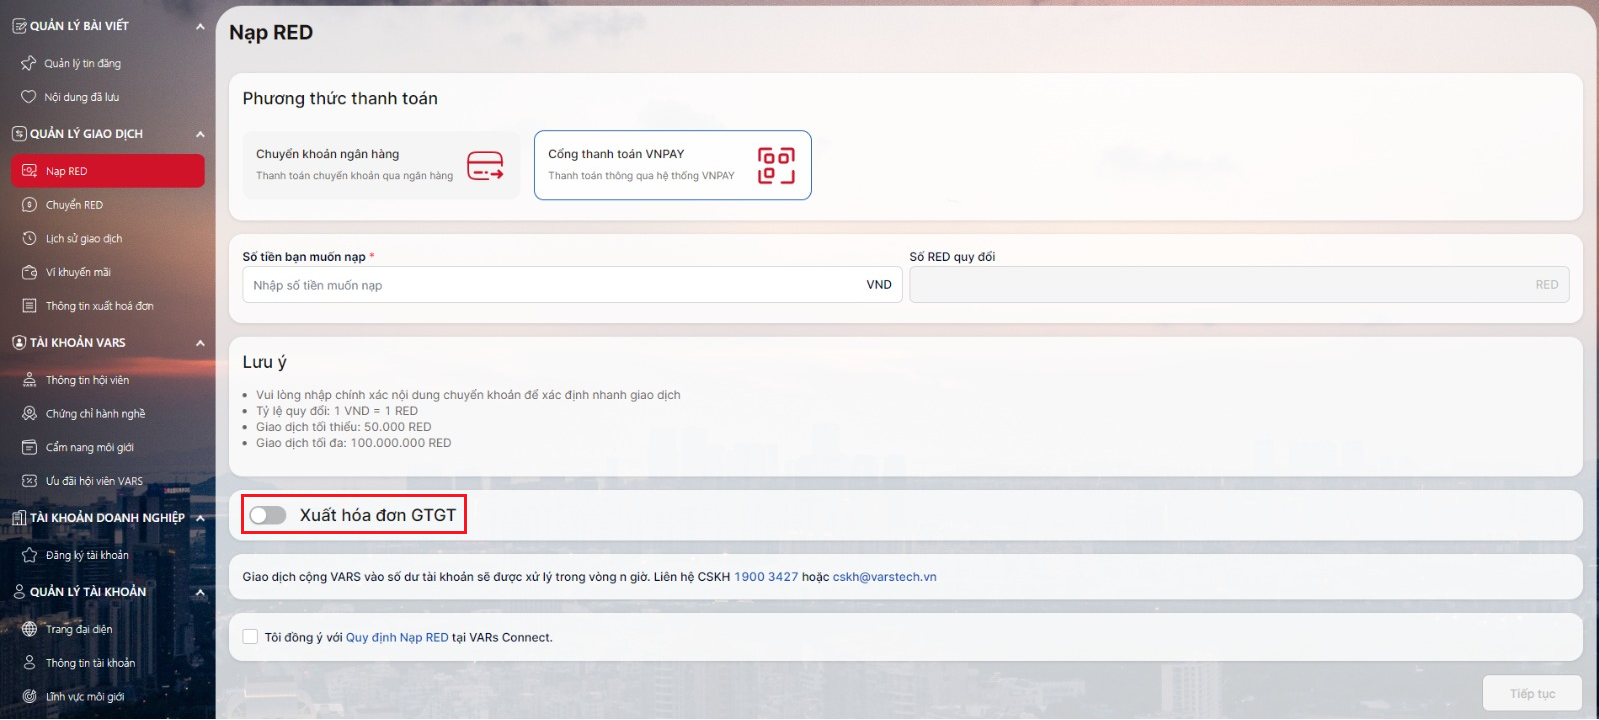 QUẢN LÝ BÀI VIẾT
Quản lý tin đăng
Nội dung đã lưu
QUẢN LÝ GIAO DỊCH
Nạp RED
Chuyển RED
Lịch sử giao dịch
Ví khuyến mãi
Thông tin xuất hoá đơn
TÀI KHOẢN VARS
Thông tin hội viên
Chứng chỉ hành nghề
Cẩm nang môi giới
Ưu đãi hội viên VARS
TÀI KHOẢN DOANH NGHIỆP
Đăng ký tài khoản
QUẢN LÝ TÀI KHOẢN
Trang đại diện
Thông tin tài khoản
Lĩnh vực môi giới
Nạp RED
Phương thức thanh toán
Chuyển khoản ngân hàng
Thanh toán chuyển khoản qua ngân hàng
Cổng thanh toán VNPAY
Thanh toán thông qua hệ thống VNPAY
Số tiền bạn muốn nạp *
Nhập số tiền muốn nạp VND
Số RED quy đổi
RED
Lưu ý
• Vui lòng nhập chính xác nội dung chuyển khoản để xác định nhanh giao dịch
• Tỷ lệ quy đổi: 1 VND = 1 RED
• Giao dịch tối thiểu: 50.000 RED
• Giao dịch tối đa: 100.000.000 RED
Xuất hóa đơn GTGT
Giao dịch cộng VARS vào số dư tài khoản sẽ được xử lý trong vòng n giờ. Liên hệ CSKH 1900 3427 hoặc cskh@varstech.vn
Tôi đồng ý với Quy định Nạp RED tại VARs Connect.
Tiếp tục